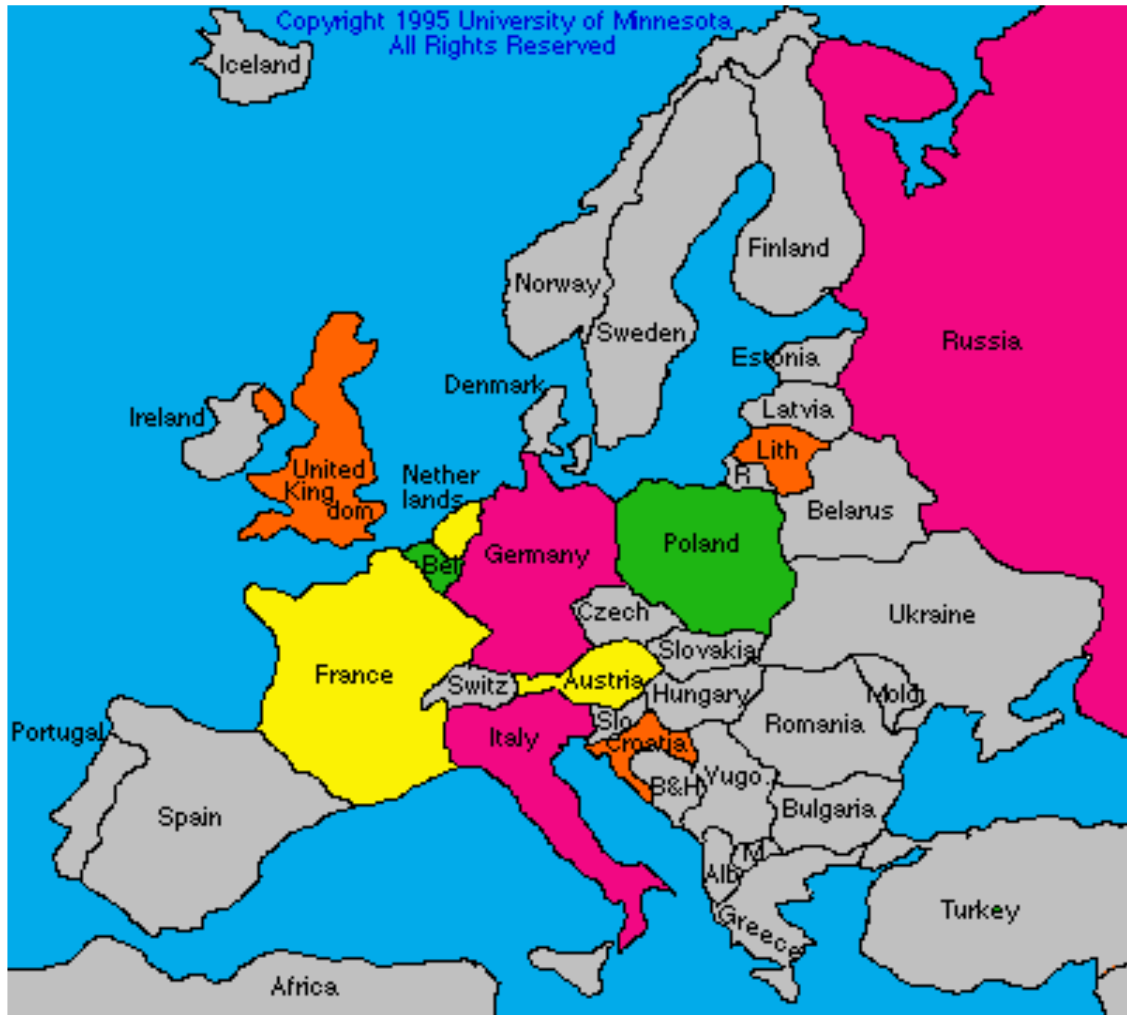 Copyright 1995 University of Minnesota
All Rights Reserved
Iceland
Norway
Finland
Sweden
Russia
Estonia
Denmark
Latvia
Ireland
Lith
R
United
King
dom
Nether
lands
Belarus
Poland
Bel
Germany
Czech
Ukraine
Slovakia
France
Switz
Austria
Hungary
Mold
Romania
Slo
Portugal
Italy
Croatia
Yugo.
B&H
Spain
Bulgaria
M
Alb
Turkey
Greece
Africa